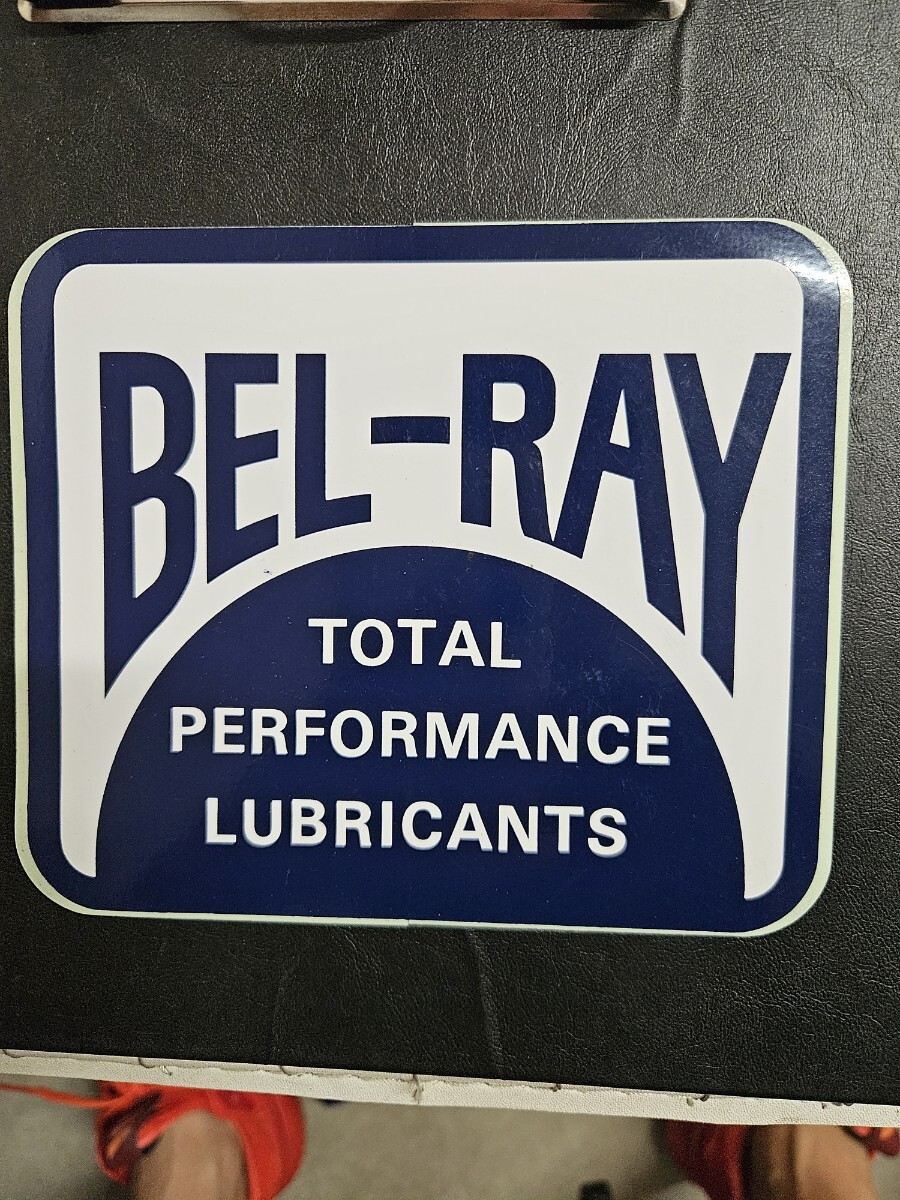 BEL-RAY
TOTAL
PERFORMANCE
LUBRICANTS